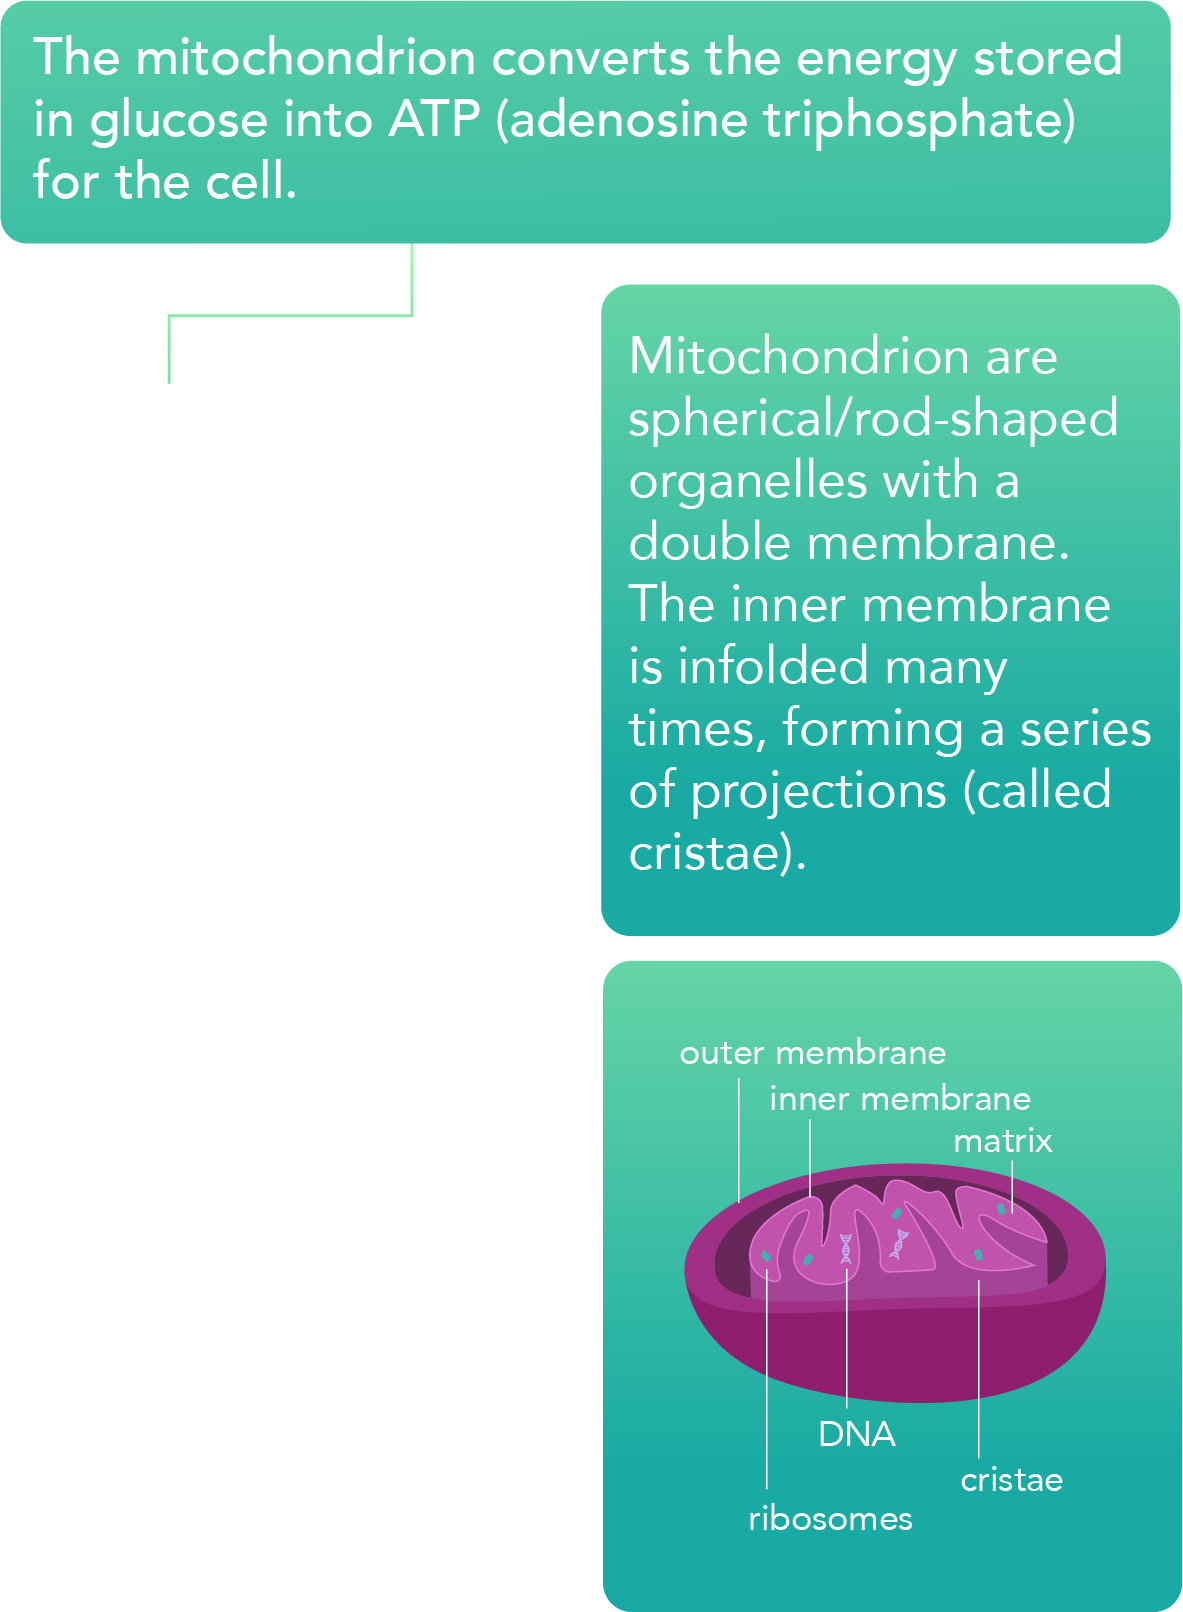 The mitochondrion converts the energy stored
in glucose into ATP (adenosine triphosphate)
for the cell.
Mitochondrion are
spherical/rod-shaped
organelles with a
double membrane.
The inner membrane
is infolded many
times, forming a series
of projections (called
cristae).
outer membrane
inner membrane
matrix
DNA
cristae
ribosomes